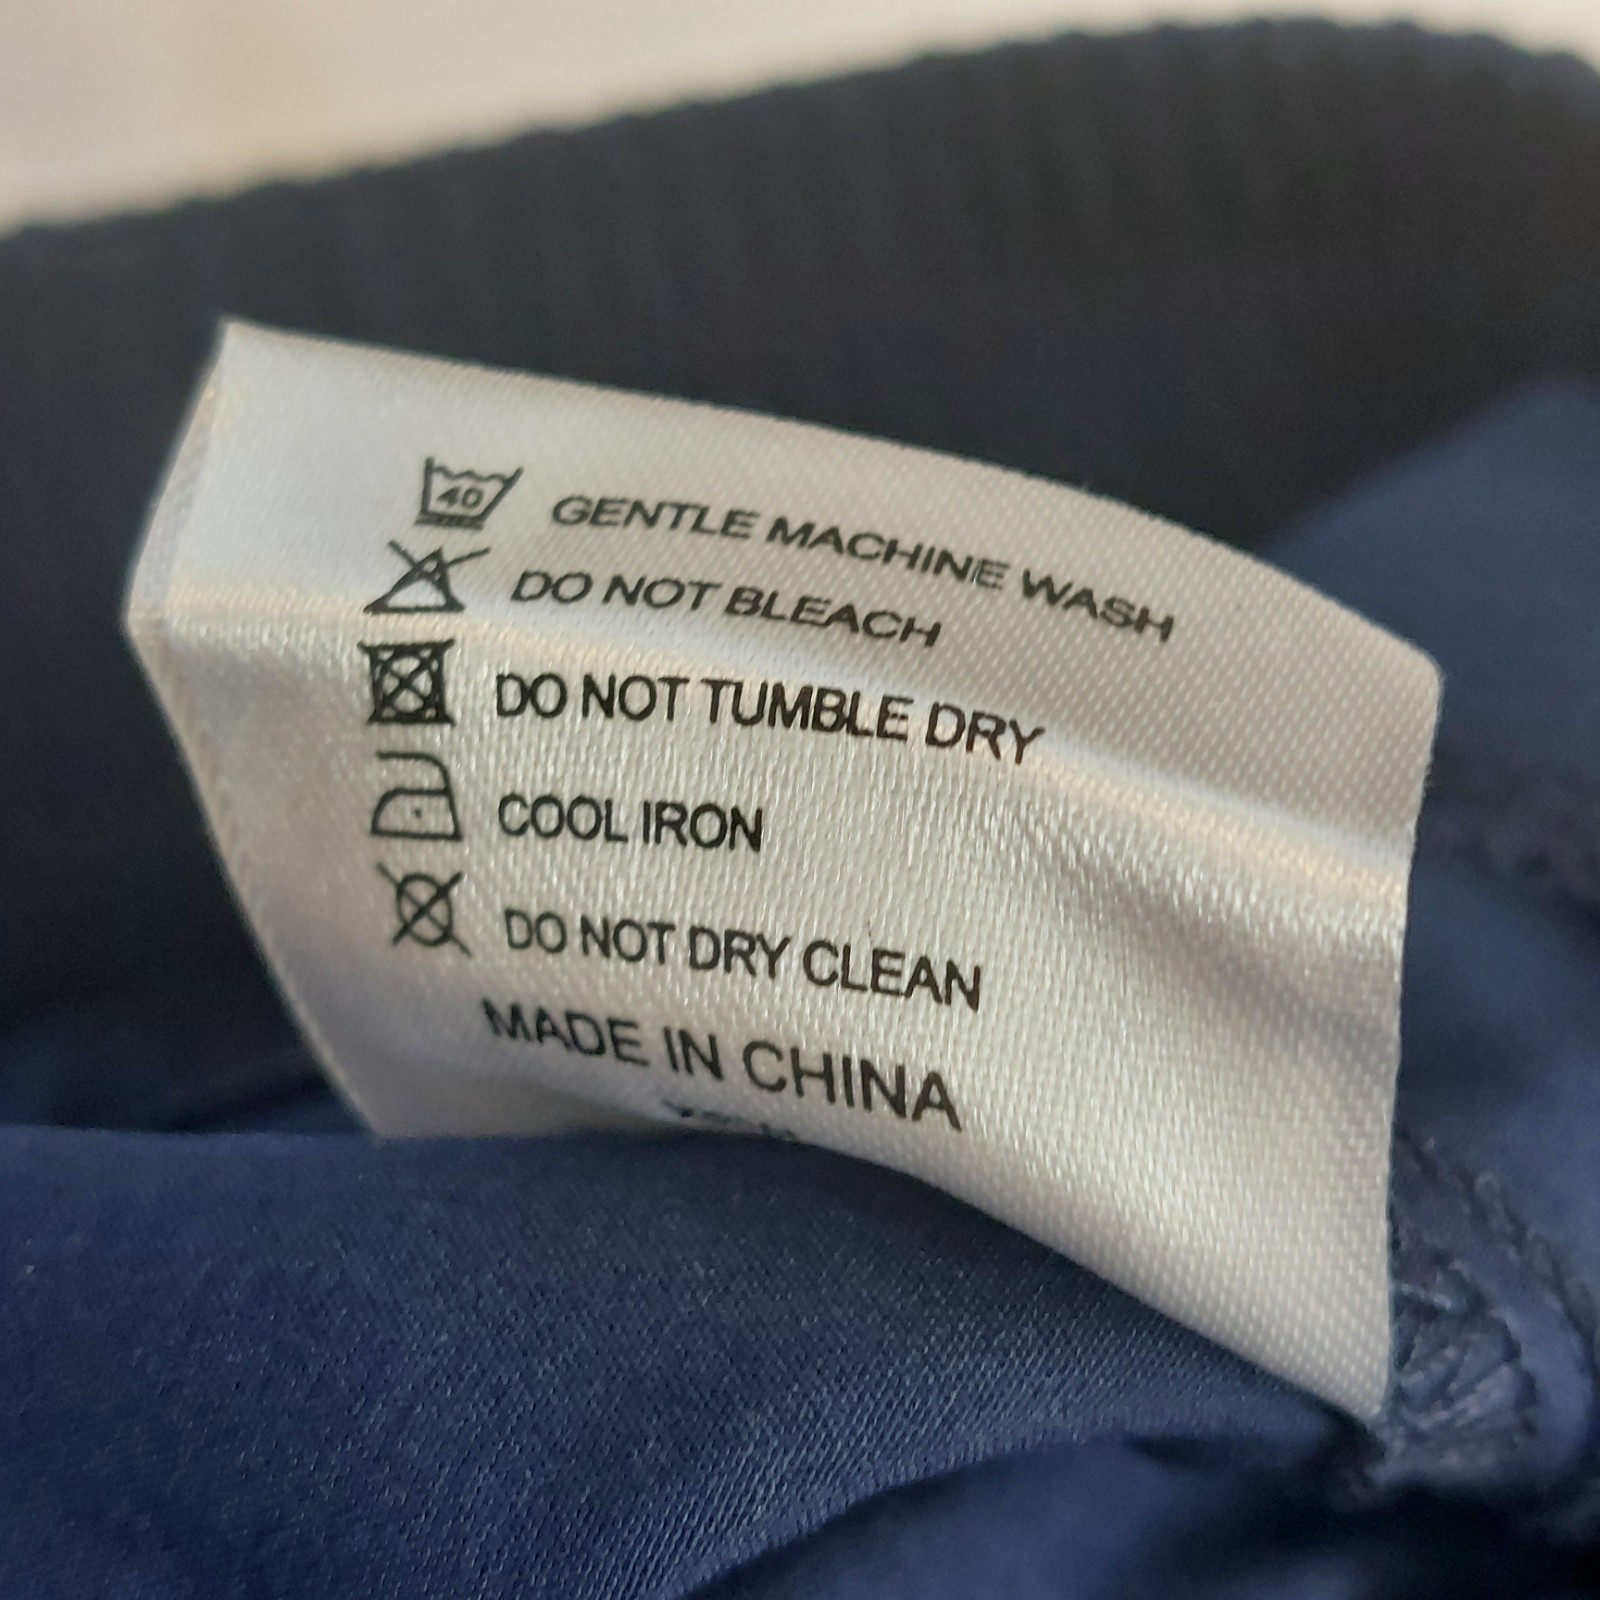 40 GENTLE MACHINE WASH
DO NOT BLEACH
DO NOT TUMBLE DRY
COOL IRON
DO NOT DRY CLEAN
MADE IN CHINA